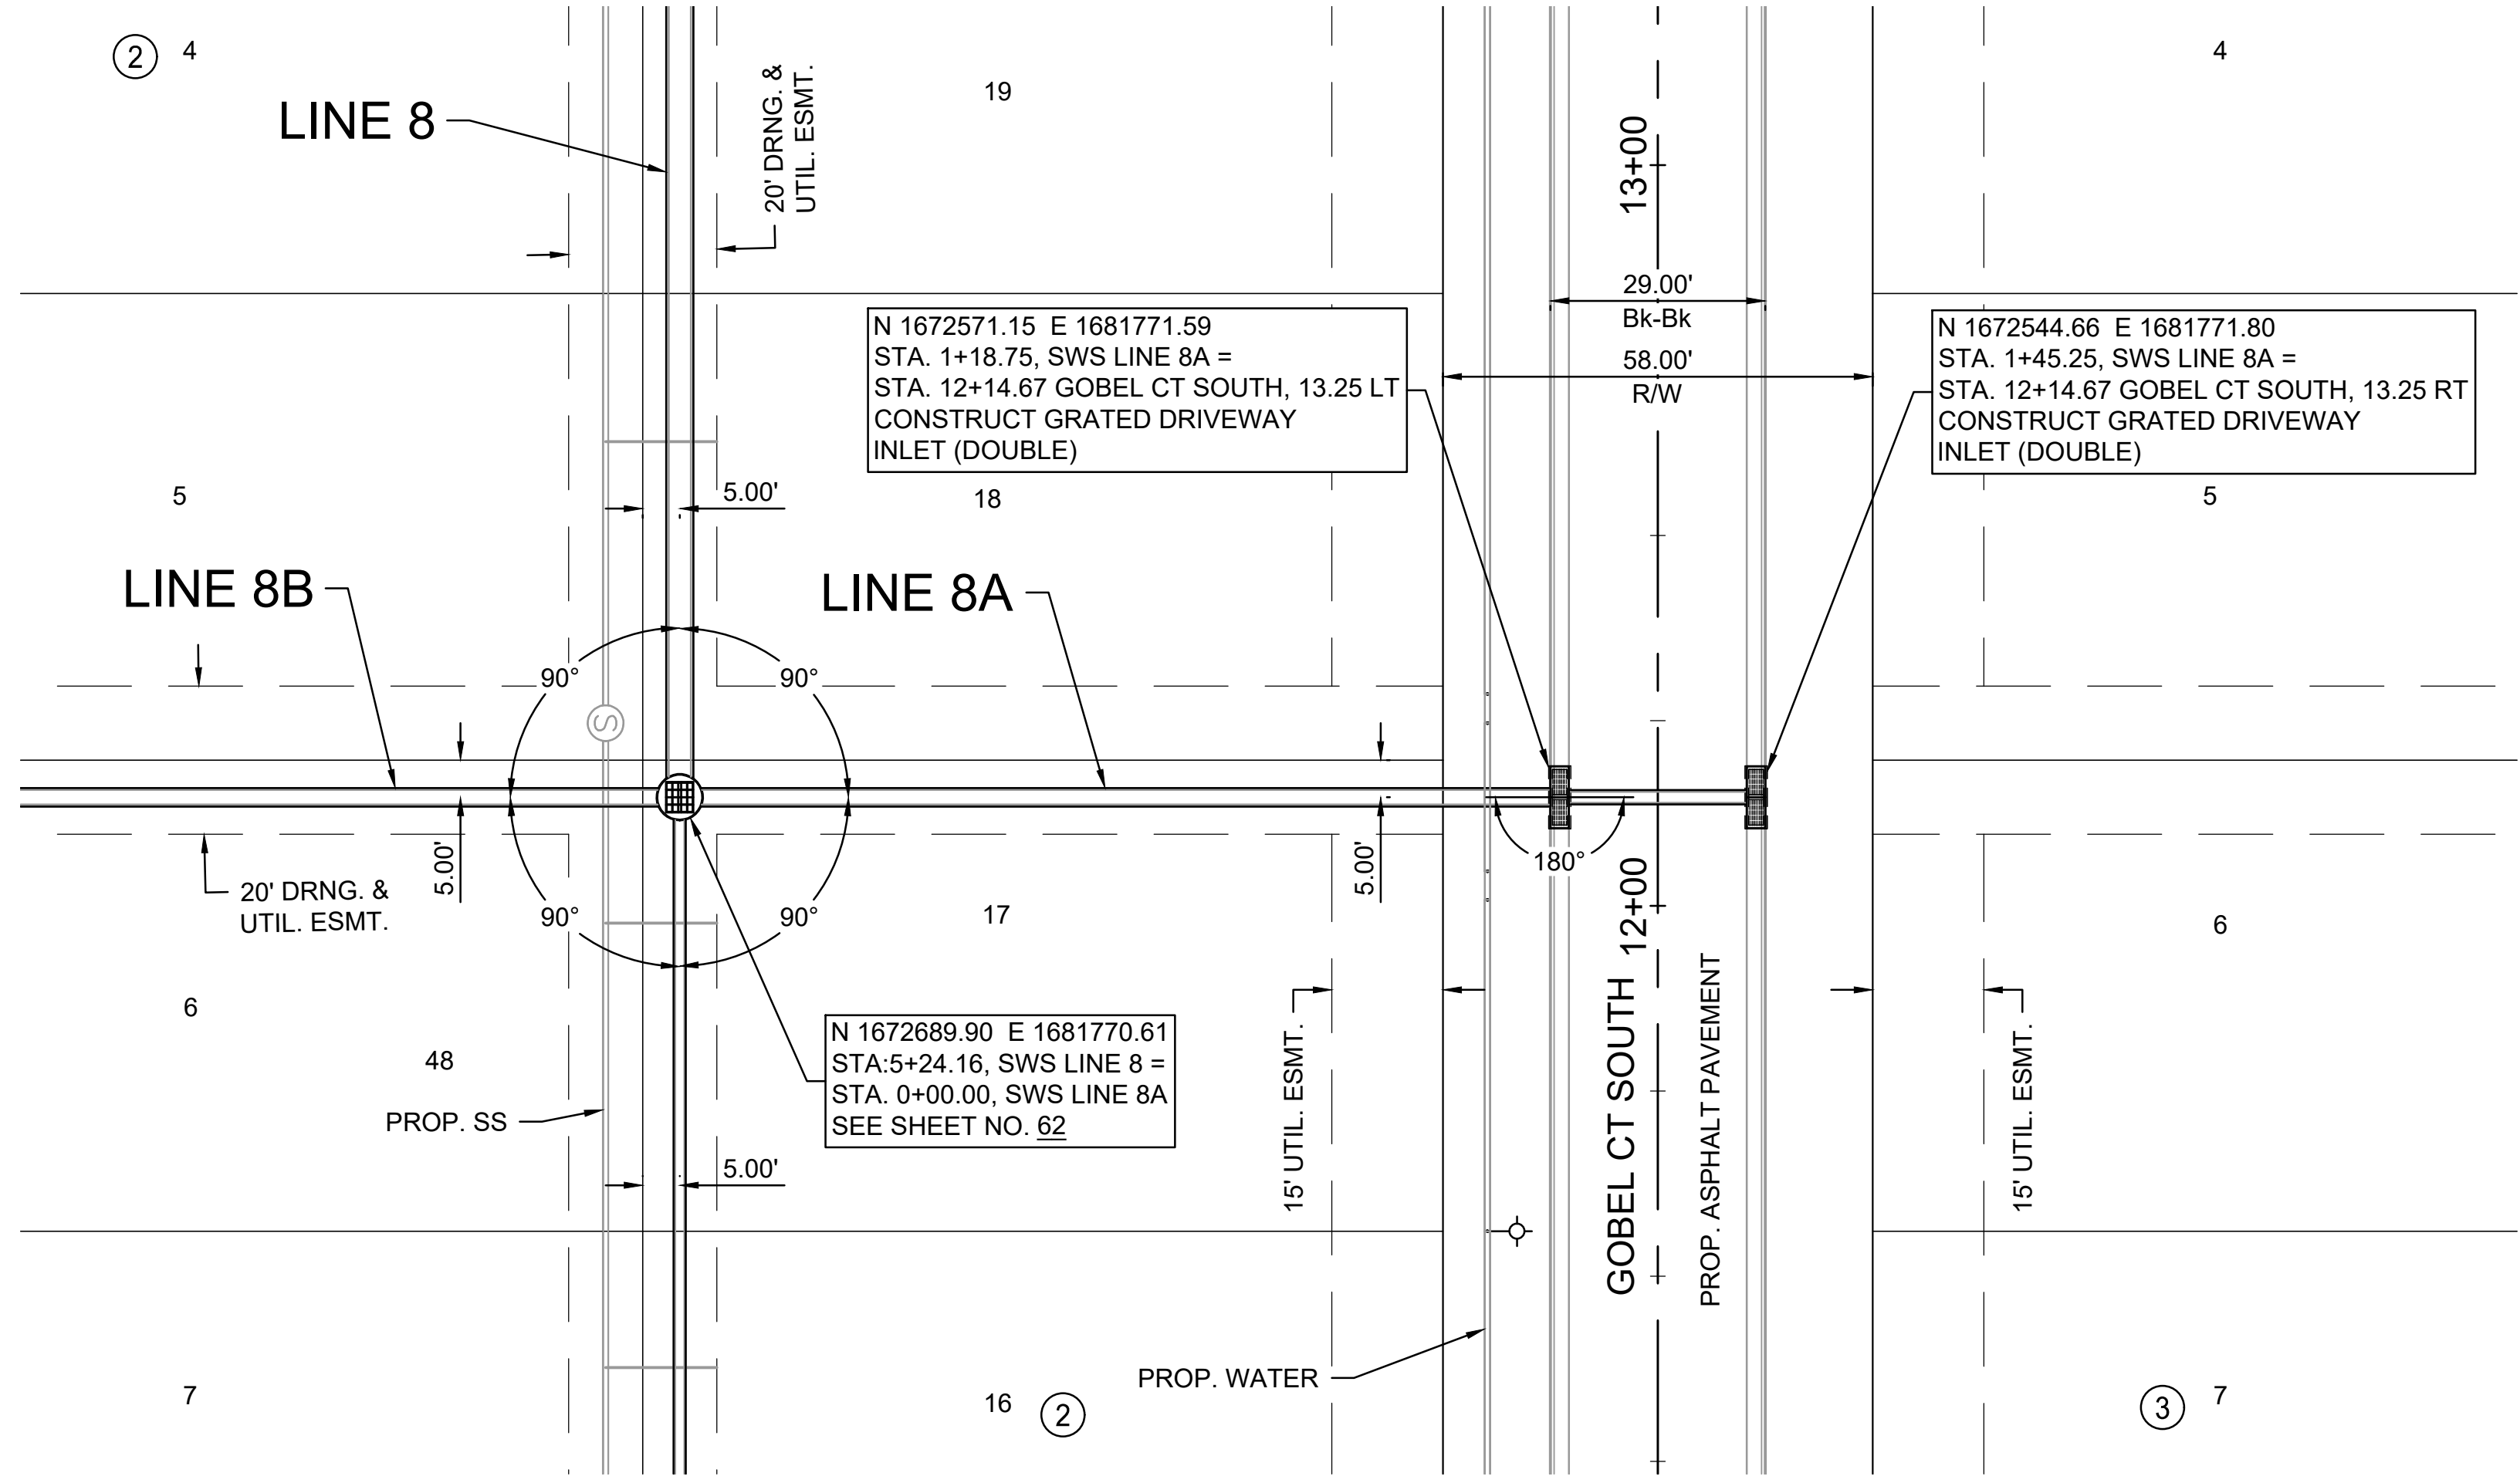 2 4
LINE 8
20' DRNG. &
UTIL. ESMT.
19
13+00
4
29.00'
Bk-Bk
58.00'
R/W
N 1672571.15 E 1681771.59
STA. 1+18.75, SWS LINE 8A =
STA. 12+14.67 GOBEL CT SOUTH, 13.25 LT
CONSTRUCT GRATED DRIVEWAY
INLET (DOUBLE)
N 1672544.66 E 1681771.80
STA. 1+45.25, SWS LINE 8A =
STA. 12+14.67 GOBEL CT SOUTH, 13.25 RT
CONSTRUCT GRATED DRIVEWAY
INLET (DOUBLE)
5
5.00'
18
5
LINE 8B
LINE 8A
90°
90°
S
5.00'
5.00'
180°
20' DRNG. &
UTIL. ESMT.
90°
90°
17
12+00
6
6
48
PROP. SS
N 1672689.90 E 1681770.61
STA:5+24.16, SWS LINE 8 =
STA. 0+00.00, SWS LINE 8A
SEE SHEET NO. 62
5.00'
15' UTIL. ESMT.
GOBEL CT SOUTH
PROP. ASPHALT PAVEMENT
15' UTIL. ESMT.
PROP. WATER
7
16 2
3 7